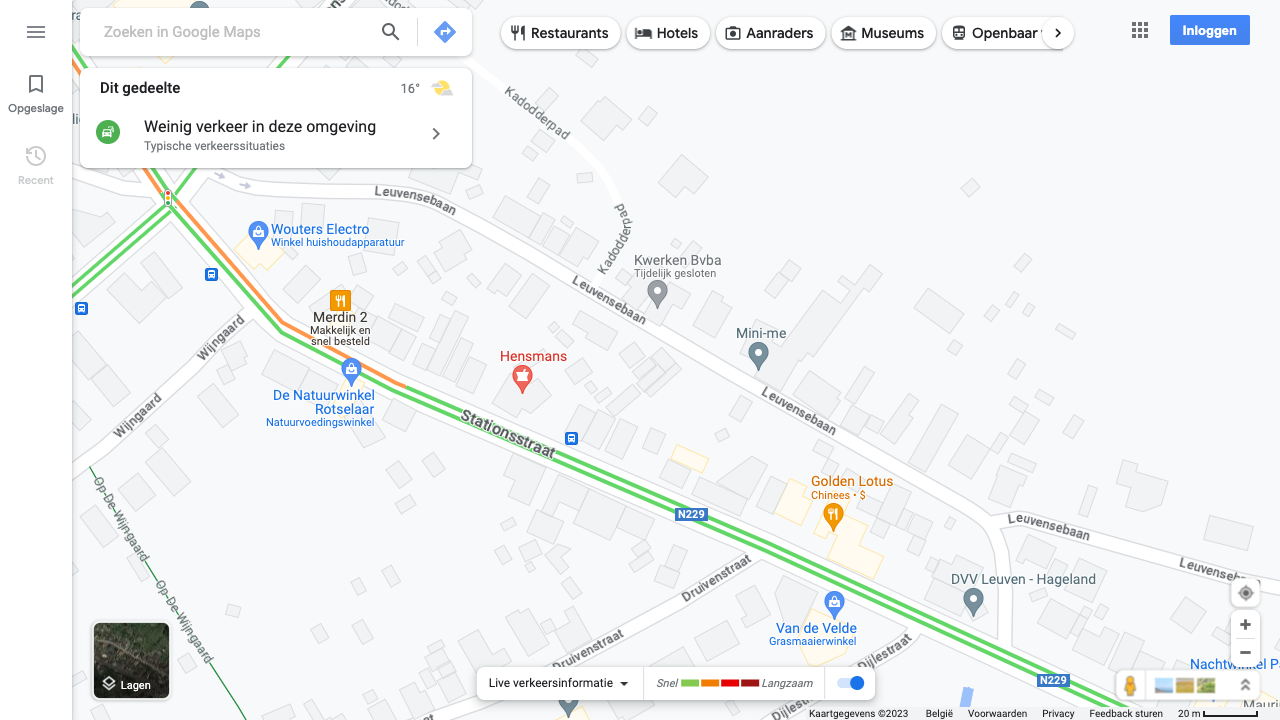 Zoeken in Google Maps
Restaurants
Hotels
Aanraders
Museums
Openbaar
Inloggen
Opgeslage
Recent
Dit gedeelte
16°
Weinig verkeer in deze omgeving
Typische verkeerssituaties
Kadodderpad
Kadodderpad
Leuvensebaan
Leuvensebaan
Leuvensebaan
Leuvensebaan
Wouters Electro
Winkel huishoudapparatuur
Kwerken Bvba
Tijdelijk gesloten
Merdin 2
Makkelijk en
snel besteld
Mini-me
Hensmans
De Natuurwinkel
Rotselaar
Natuurvoedingswinkel
Wijngaard
Wijngaard
Stationsstraat
Golden Lotus
Chinees • $
N229
Op-De-Wijngaard
Op-De-Wijngaard
DVV Leuven - Hageland
Druivenstraat
Druivenstraat
Van de Velde
Grasmaaierwinkel
Dijlestraat
N229
Lagen
Live verkeersinformatie
Snel
Langzaam
Kaartgegevens ©2023
België
Voorwaarden
Privacy
Feedback sturen
20 m